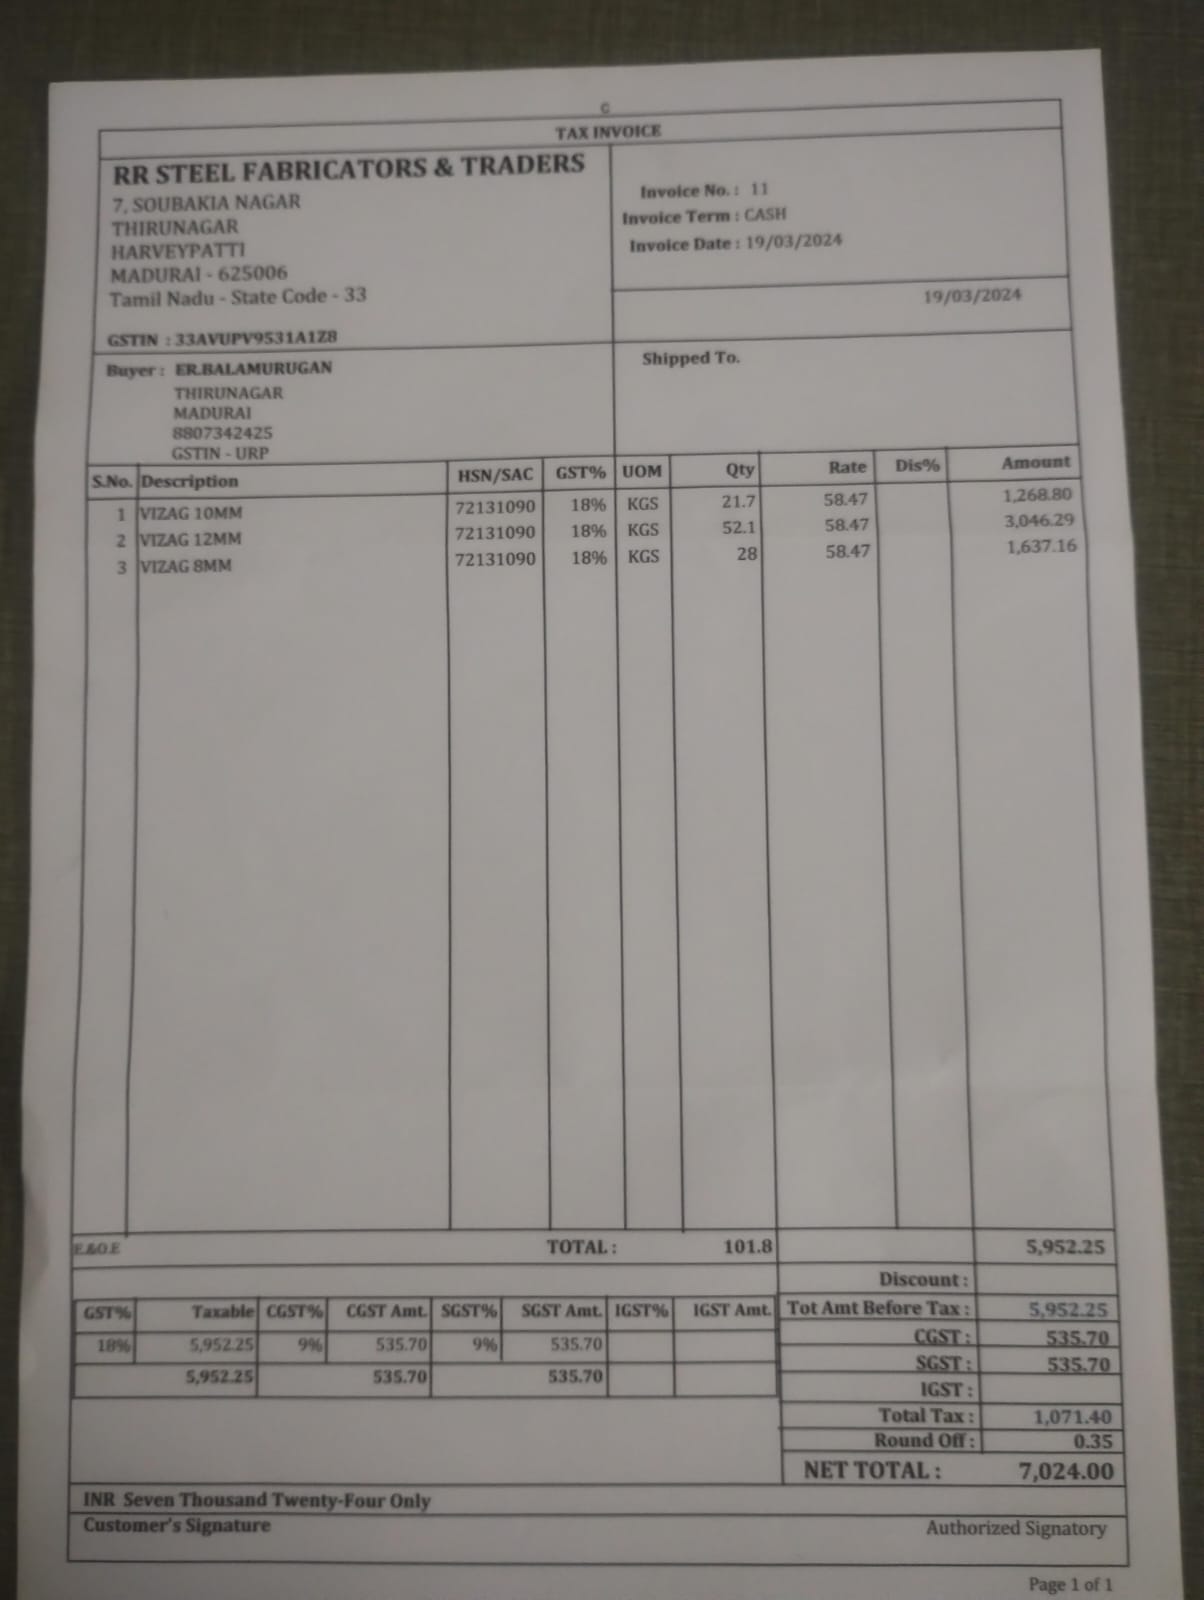 C
TAX INVOICE
RR STEEL FABRICATORS & TRADERS
7, SOUBAKIA NAGAR
THIRUNAGAR
HARVEYPATTI
MADURAI - 625006
Tamil Nadu - State Code - 33
GSTIN : 33AVUPV9531A1Z8
Invoice No. : 11
Invoice Term : CASH
Invoice Date : 19/03/2024
19/03/2024
Buyer : ER.BALAMURUGAN
THIRUNAGAR
MADURAI
8807342425
GSTIN - URP
Shipped To.
S.No. Description HSN/SAC GST% UOM Qty Rate Dis% Amount
1 VIZAG 10MM 72131090 18% KGS 21.7 58.47 1,268.80
2 VIZAG 12MM 72131090 18% KGS 52.1 58.47 3,046.29
3 VIZAG 8MM 72131090 18% KGS 28 58.47 1,637.16
E.&O.E TOTAL : 101.8 5,952.25
Discount :
GST% Taxable CGST% CGST Amt. SGST% SGST Amt. IGST% IGST Amt.
18% 5,952.25 9% 535.70 9% 535.70
5,952.25 535.70 535.70
Tot Amt Before Tax : 5,952.25
CGST : 535.70
SGST : 535.70
IGST :
Total Tax : 1,071.40
Round Off : 0.35
NET TOTAL : 7,024.00
INR Seven Thousand Twenty-Four Only
Customer's Signature Authorized Signatory
Page 1 of 1